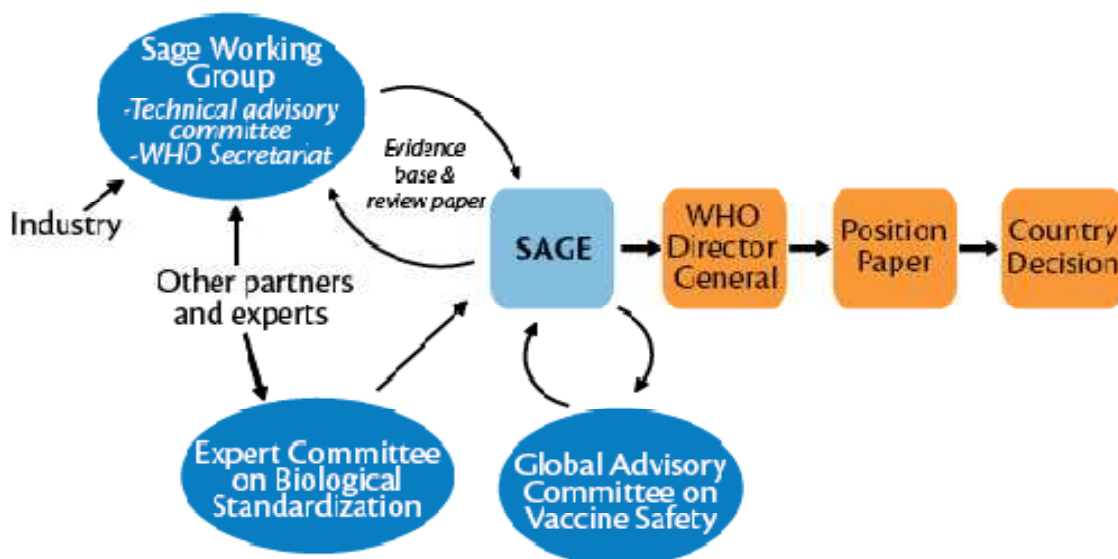 Sage Working
Group
-Technical advisory
committee
-WHO Secretariat
Evidence
base &
review paper
Industry
Other partners
and experts
SAGE
WHO
Director
General
Position
Paper
Country
Decision
Expert Committee
on Biological
Standardization
Global Advisory
Committee on
Vaccine Safety